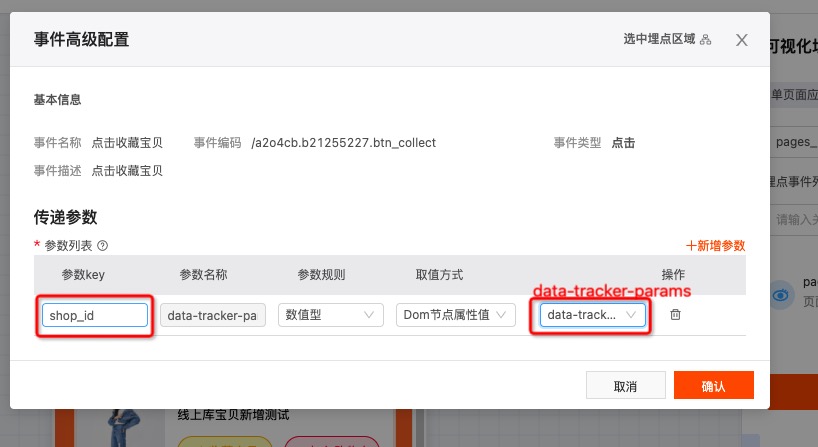 事件高级配置
选中埋点区域
可视化埋
基本信息
单页面应
事件名称 点击收藏宝贝 事件编码 /a2o4cb.b21255227.btn_collect 事件类型 点击
pages_
事件描述 点击收藏宝贝
埋点事件列
传递参数
请输入关
* 参数列表 +新增参数
参数key 参数名称 参数规则 取值方式 操作
data-tracker-params
shop_id data-tracker-pa 数值型 Dom节点属性值 data-track...
页面
取消 确认
线上库宝贝新增测试